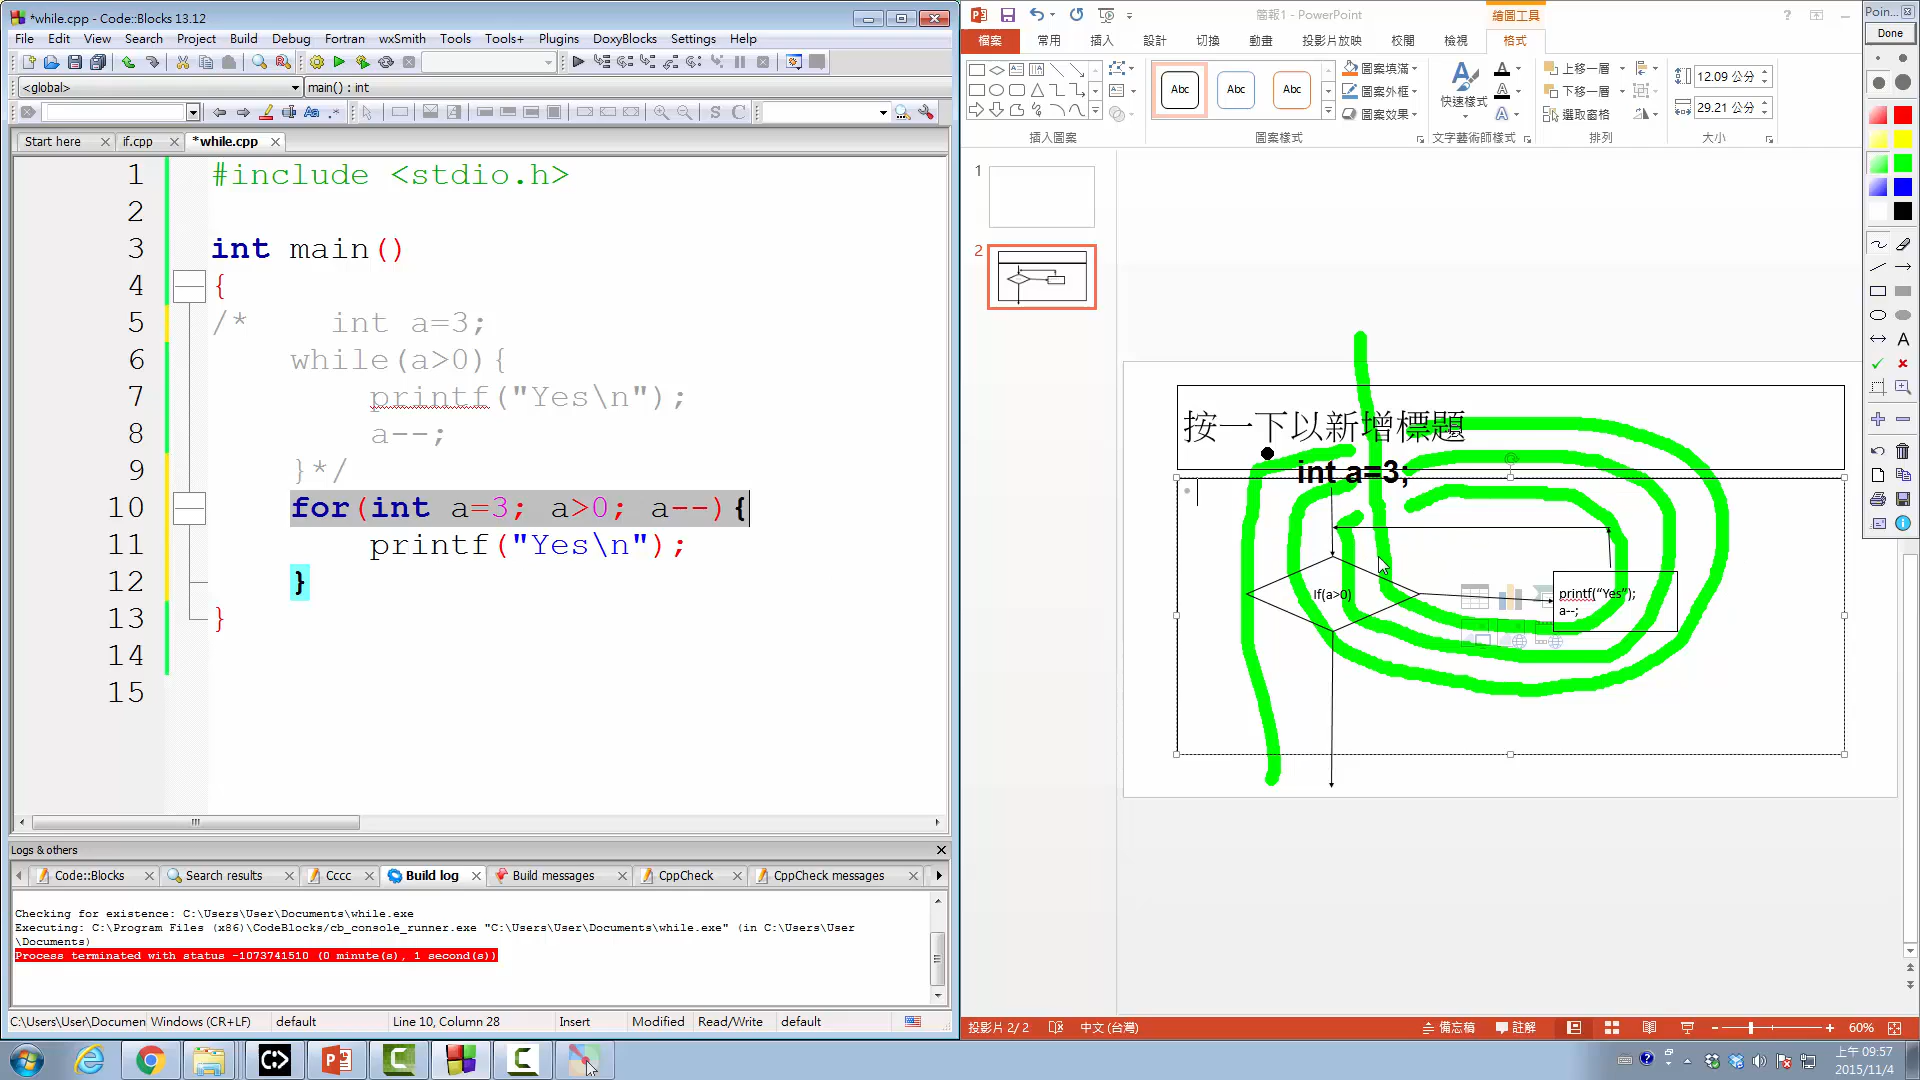 *while.cpp - Code::Blocks 13.12
File Edit View Search Project Build Debug Fortran wxSmith Tools Tools+ Plugins DoxyBlocks Settings Help
<global> main() : int
Start here if.cpp *while.cpp
1 #include <stdio.h>
2
3 int main()
4 {
5 /* int a=3;
6 while(a>0){
7 printf("Yes\n");
8 a--;
9 }*/
10 for(int a=3; a>0; a--){
11 printf("Yes\n");
12 }
13 }
14
15
Logs & others
Code::Blocks Search results Cccc Build log Build messages CppCheck CppCheck messages
Checking for existence: C:\Users\User\Documents\while.exe
Executing: C:\Program Files (x86)\CodeBlocks/cb_console_runner.exe "C:\Users\User\Documents\while.exe" (in C:\Users\User
\Documents)
Process terminated with status -1073741510 (0 minute(s), 1 second(s))
C:\Users\User\Documen Windows (CR+LF) default Line 10, Column 28 Insert Modified Read/Write default
簡報1 - PowerPoint 繪圖工具
檔案 常用 插入 設計 切換 動畫 投影片放映 校閱 檢視 格式
Abc Abc Abc
圖案填滿
圖案外框
圖案效果
快速樣式
上移一層
下移一層
選取窗格
12.09 公分
29.21 公分
插入圖案 圖案樣式 文字藝術師樣式 排列 大小
1
2
按一下以新增標題
int a=3;
If(a>0)
printf("Yes");
a--;
投影片 2/ 2 中文 (台灣) 備忘稿 註解 60%
Poin...
Done
A
上午 09:57
2015/11/4